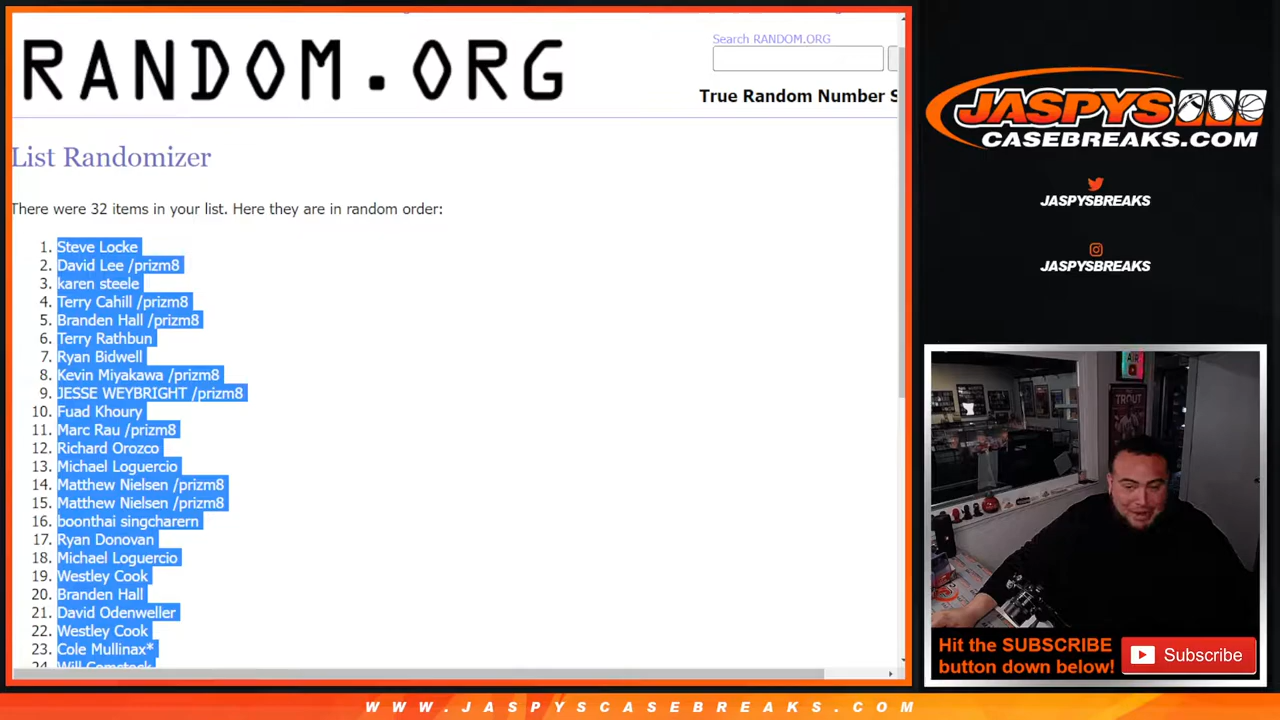 RANDOM.ORG
Search RANDOM.ORG
True Random Number S
List Randomizer
There were 32 items in your list. Here they are in random order:
1. Steve Locke
2. David Lee /prizm8
3. karen steele
4. Terry Cahill /prizm8
5. Branden Hall /prizm8
6. Terry Rathbun
7. Ryan Bidwell
8. Kevin Miyakawa /prizm8
9. JESSE WEYBRIGHT /prizm8
10. Fuad Khoury
11. Marc Rau /prizm8
12. Richard Orozco
13. Michael Loguercio
14. Matthew Nielsen /prizm8
15. Matthew Nielsen /prizm8
16. boonthai singcharern
17. Ryan Donovan
18. Michael Loguercio
19. Westley Cook
20. Branden Hall
21. David Odenweller
22. Westley Cook
23. Cole Mullinax*
24. Will Comstock
JASPYS
CASEBREAKS.COM
JASPYSBREAKS
JASPYSBREAKS
TROUT
Hit the SUBSCRIBE
button down below!
Subscribe
WWW.JASPYSCASEBREAKS.COM